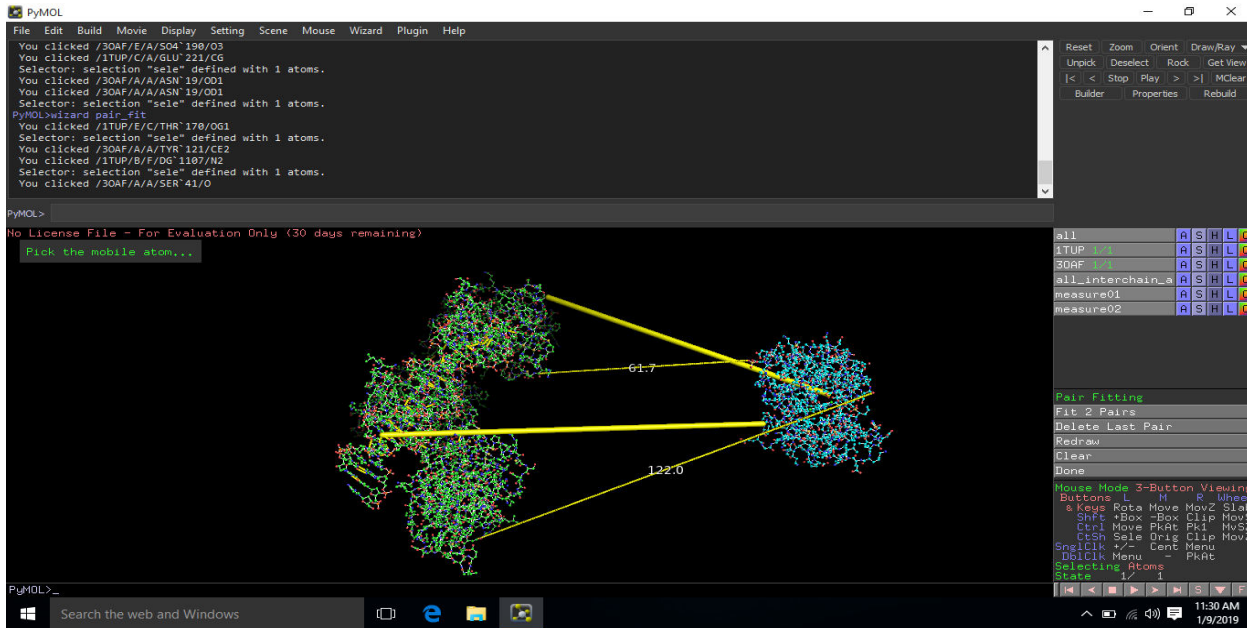 PyMOL
File Edit Build Movie Display Setting Scene Mouse Wizard Plugin Help
You clicked /3OAF/E/A/SO4`190/O3
You clicked /1TUP/C/A/GLU`221/CG
Selector: selection "sele" defined with 1 atoms.
You clicked /3OAF/A/A/ASN`19/OD1
You clicked /3OAF/A/A/ASN`19/OD1
Selector: selection "sele" defined with 1 atoms.
PyMOL>wizard pair_fit
You clicked /1TUP/E/C/THR`170/OG1
Selector: selection "sele" defined with 1 atoms.
You clicked /3OAF/A/A/TYR`121/CE2
You clicked /1TUP/B/F/DG`1107/N2
Selector: selection "sele" defined with 1 atoms.
You clicked /3OAF/A/A/SER`41/O
PyMOL>
Reset Zoom Orient Draw/Ray
Unpick Deselect Rock Get View
|< < Stop Play > >| MClear
Builder Properties Rebuild
No License File - For Evaluation Only (30 days remaining)
Pick the mobile atom...
61.7
122.0
all A S H L C
1TUP 1/1 A S H L C
3OAF 1/1 A S H L C
all_interchain_a A S H L C
measure01 A S H L C
measure02 A S H L C
Pair Fitting
Fit 2 Pairs
Delete Last Pair
Redraw
Clear
Done
Mouse Mode 3-Button Viewing
Buttons L M R Whee
& Keys Rota Move MovZ Slab
Shft +Box -Box Clip MovS
Ctrl Move PkAt Pk1 MvSZ
CtSh Sele Orig Clip MovZ
SnglClk +/- Cent Menu
DblClk Menu - PkAt
Selecting Atoms
State 1/ 1
S F
PyMOL>_
Search the web and Windows
11:30 AM
1/9/2019